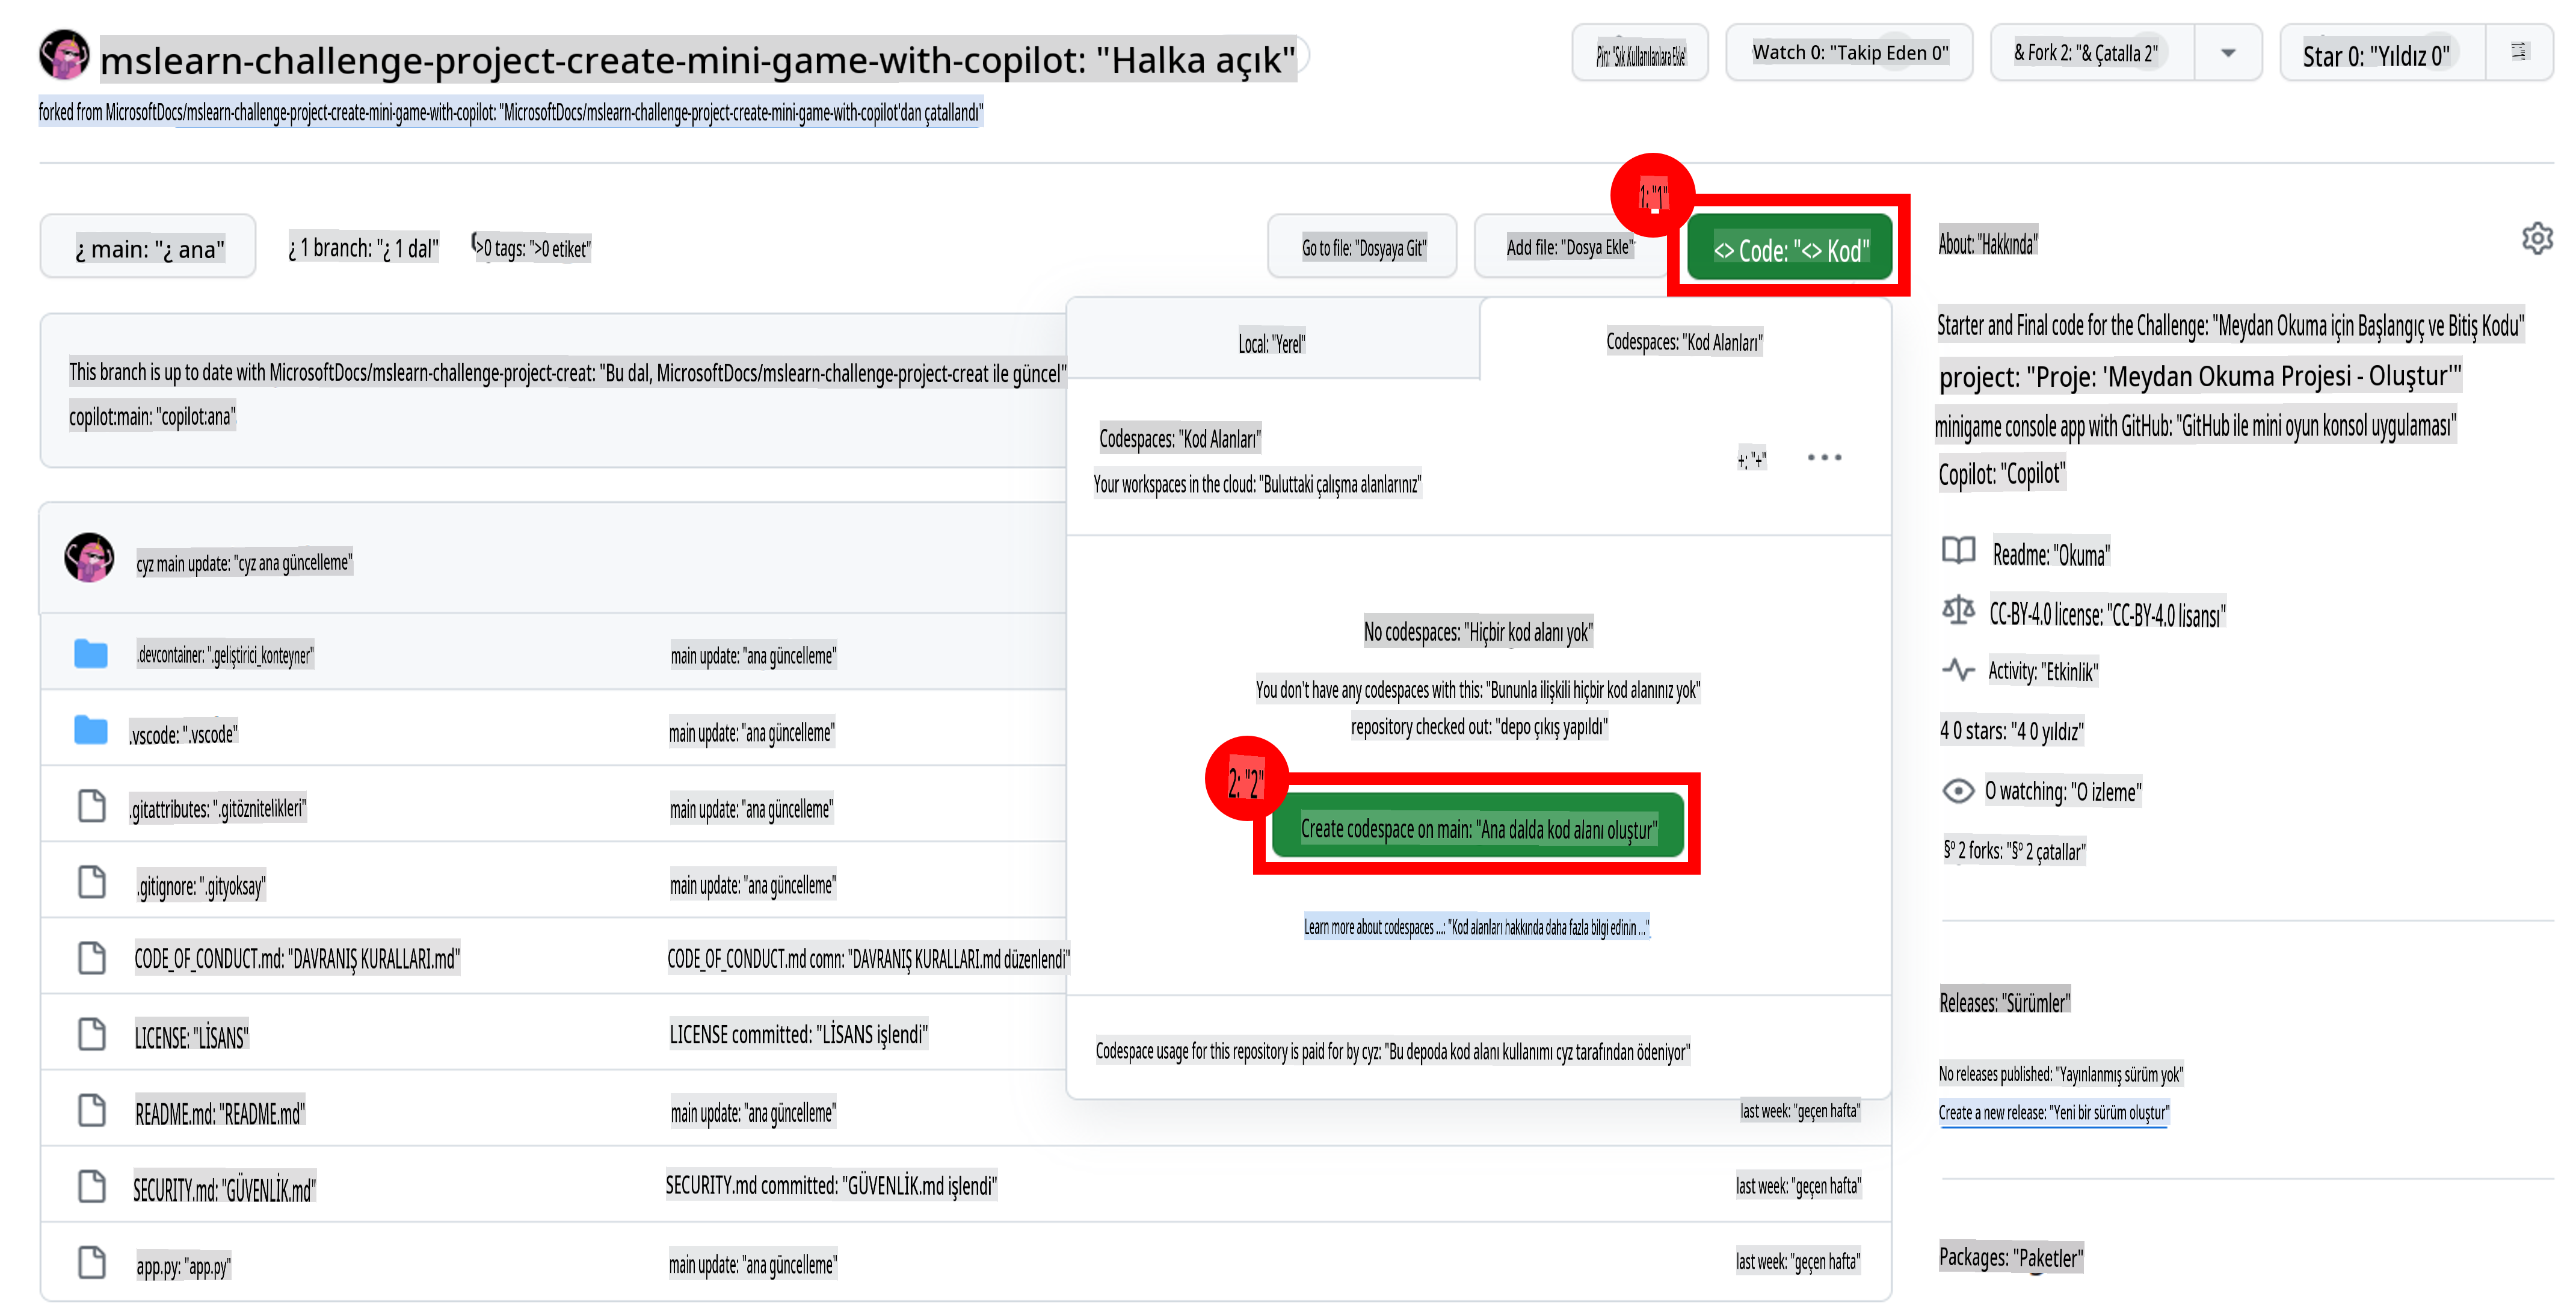 mslearn-challenge-project-create-mini-game-with-copilot: "Halka açık"
Pin: "Sık Kullanılanlara Ekle"
Watch 0: "Takip Eden 0"
& Fork 2: "& Çatalla 2"
Star 0: "Yıldız 0"
forked from MicrosoftDocs/mslearn-challenge-project-create-mini-game-with-copilot: "MicrosoftDocs/mslearn-challenge-project-create-mini-game-with-copilot'dan çatallandı"
1: "1"
¿ main: "¿ ana"
¿ 1 branch: "¿ 1 dal"
>0 tags: ">0 etiket"
Go to file: "Dosyaya Git"
Add file: "Dosya Ekle"
<> Code: "<> Kod"
About: "Hakkında"
Starter and Final code for the Challenge: "Meydan Okuma için Başlangıç ve Bitiş Kodu"
project: "Proje: 'Meydan Okuma Projesi - Oluştur'"
minigame console app with GitHub: "GitHub ile mini oyun konsol uygulaması"
Copilot: "Copilot"
Local: "Yerel"
Codespaces: "Kod Alanları"
This branch is up to date with MicrosoftDocs/mslearn-challenge-project-creat: "Bu dal, MicrosoftDocs/mslearn-challenge-project-creat ile güncel"
copilot:main: "copilot:ana"
Codespaces: "Kod Alanları"
Your workspaces in the cloud: "Buluttaki çalışma alanlarınız"
+: "+"
Readme: "Okuma"
CC-BY-4.0 license: "CC-BY-4.0 lisansı"
Activity: "Etkinlik"
4 0 stars: "4 0 yıldız"
O watching: "O izleme"
§º 2 forks: "§º 2 çatallar"
cyz main update: "cyz ana güncelleme"
No codespaces: "Hiçbir kod alanı yok"
You don't have any codespaces with this: "Bununla ilişkili hiçbir kod alanınız yok"
repository checked out: "depo çıkış yapıldı"
2: "2"
Create codespace on main: "Ana dalda kod alanı oluştur"
Learn more about codespaces ...: "Kod alanları hakkında daha fazla bilgi edinin ..."
Codespace usage for this repository is paid for by cyz: "Bu depoda kod alanı kullanımı cyz tarafından ödeniyor"
.devcontainer: ".geliştirici_konteyner"
main update: "ana güncelleme"
.vscode: ".vscode"
main update: "ana güncelleme"
.gitattributes: ".gitöznitelikleri"
main update: "ana güncelleme"
.gitignore: ".gityoksay"
main update: "ana güncelleme"
CODE_OF_CONDUCT.md: "DAVRANIŞ KURALLARI.md"
CODE_OF_CONDUCT.md comn: "DAVRANIŞ KURALLARI.md düzenlendi"
LICENSE: "LİSANS"
LICENSE committed: "LİSANS işlendi"
README.md: "README.md"
main update: "ana güncelleme"
last week: "geçen hafta"
SECURITY.md: "GÜVENLİK.md"
SECURITY.md committed: "GÜVENLİK.md işlendi"
last week: "geçen hafta"
app.py: "app.py"
main update: "ana güncelleme"
last week: "geçen hafta"
Releases: "Sürümler"
No releases published: "Yayınlanmış sürüm yok"
Create a new release: "Yeni bir sürüm oluştur"
Packages: "Paketler"